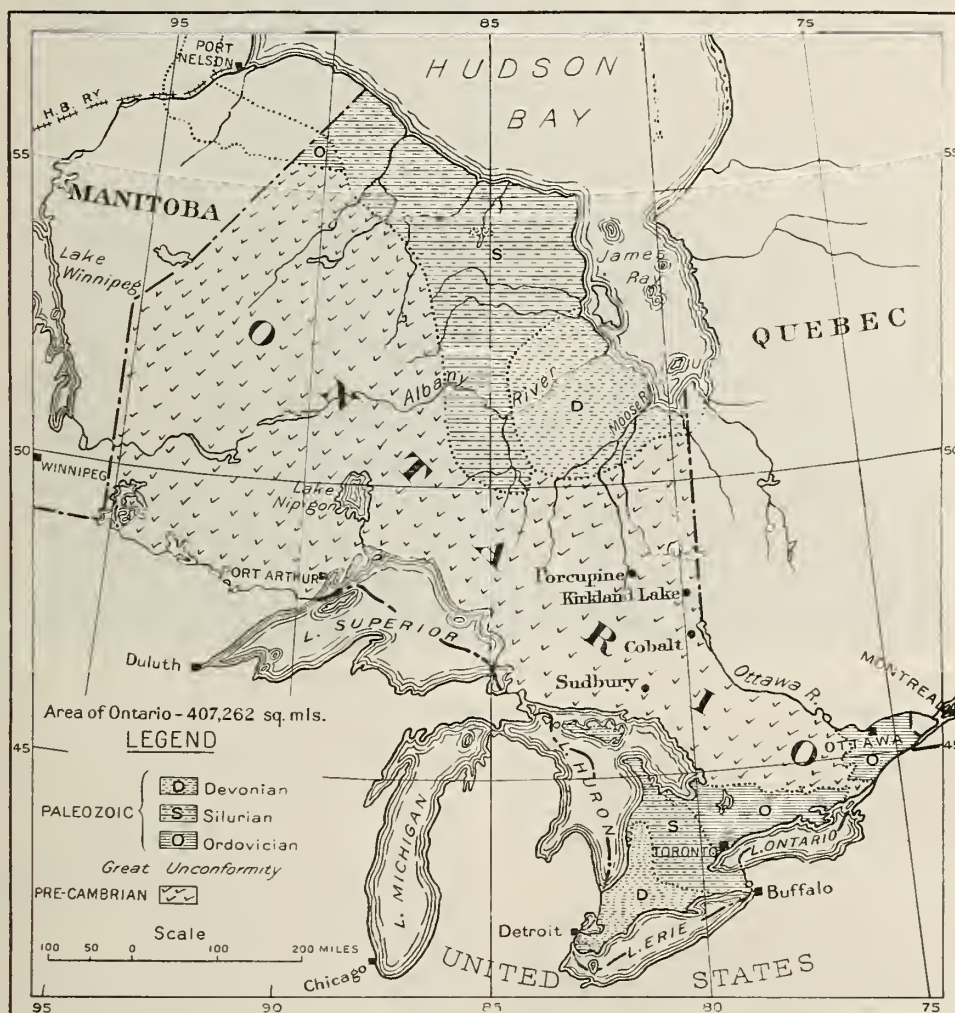 95
85
75
PORT
NELSON
HUDSON
BAY
H.B. RY
55
55
MANITOBA
Lake
Winnipeg
O
S
James
Bay
QUEBEC
ONTARIO
Albany River
D
Moose R.
50
50
WINNIPEG
Lake
Nipigon
PORT ARTHUR
Porcupine
Kirkland Lake
L. SUPERIOR
Cobalt
Duluth
Sudbury
Ottawa R.
MONTREAL
Area of Ontario - 407,262 sq. mls.
45
45
OTTAWA
O
LEGEND
PALEOZOIC
D Devonian
S Silurian
O Ordovician
Great Unconformity
PRE-CAMBRIAN
L. HURON
L. MICHIGAN
S
O
TORONTO
L. ONTARIO
D
Buffalo
Detroit
L. ERIE
Scale
100 50 0 100 200 MILES
Chicago
UNITED STATES
95
90
85
80
75